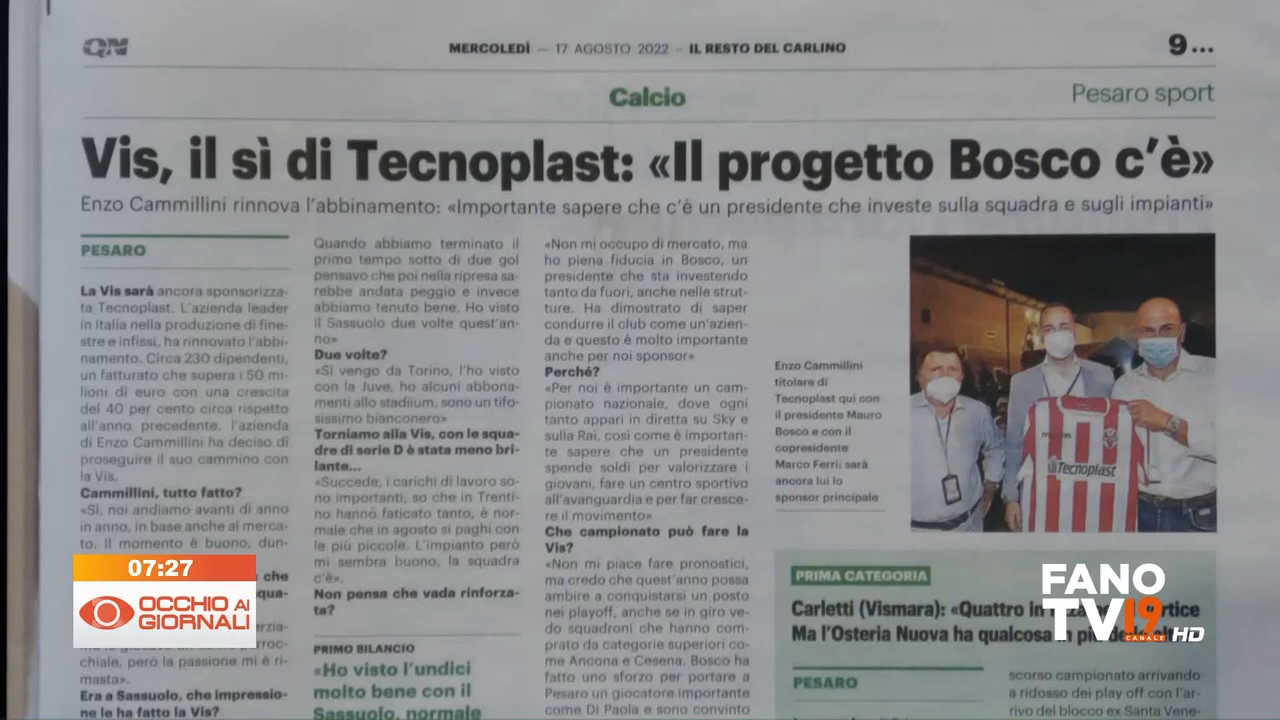 QN
MERCOLEDÌ — 17 AGOSTO 2022 – IL RESTO DEL CARLINO
9...
Calcio
Pesaro sport
Vis, il sì di Tecnoplast: «Il progetto Bosco c'è»
Enzo Cammillini rinnova l'abbinamento: «Importante sapere che c'è un presidente che investe sulla squadra e sugli impianti»
PESARO
La Vis sarà ancora sponsorizza-
ta Tecnoplast. L'azienda leader
in Italia nella produzione di fine-
stre e infissi, ha rinnovato l'abbi-
namento. Circa 230 dipendenti,
un fatturato che supera i 50 mi-
lioni di euro con una crescita
del 40 per cento circa rispetto
all'anno precedente, l'azienda
di Enzo Cammillini ha deciso di
proseguire il suo cammino con
la Vis.
Cammillini, tutto fatto?
«Sì, noi andiamo avanti di anno
in anno, in base anche al merca-
to. Il momento è buono, dun-
che
qua-
erzia-
rroc-
chiale, però la passione mi è ri-
masta».
Era a Sassuolo, che impressio-
ne le ha fatto la Vis?
Quando abbiamo terminato il
primo tempo sotto di due gol
pensavo che poi nella ripresa sa-
rebbe andata peggio e invece
abbiamo tenuto bene. Ho visto
il Sassuolo due volte quest'an-
no»
Due volte?
«Sì vengo da Torino, l'ho visto
con la Juve, ho alcuni abbona-
menti allo stadiium, sono un tifo-
sissimo bianconero»
Torniamo alla Vis, con le squa-
dre di serie D è stata meno bri-
lante...
«Succede, i carichi di lavoro so-
no importanti, so che in Trenti-
no hanno faticato tanto, è nor-
male che in agosto si paghi con
le più piccole. L'impianto però
mi sembra buono, la squadra
c'è».
Non pensa che vada rinforza-
ta?
PRIMO BILANCIO
«Ho visto l'undici
molto bene con il
Sassuolo, normale
«Non mi occupo di mercato, ma
ho piena fiducia in Bosco, un
presidente che sta investendo
tanto da fuori, anche nelle strut-
ture. Ha dimostrato di saper
condurre il club come un'azien-
da e questo è molto importante
anche per noi sponsor»
Perché?
«Per noi è importante un cam-
pionato nazionale, dove ogni
tanto appari in diretta su Sky e
sulla Rai, così come è importan-
te sapere che un presidente
spende soldi per valorizzare i
giovani, fare un centro sportivo
all'avanguardia e per far cresce-
re il movimento»
Che campionato può fare la
Vis?
«Non mi piace fare pronostici,
ma credo che quest'anno possa
ambire a conquistarsi un posto
nei playoff, anche se in giro ve-
do squadroni che hanno com-
prato da categorie superiori co-
me Ancona e Cesena. Bosco ha
fatto uno sforzo per portare a
Pesaro un giocatore importante
come Di Paola e sono convinto
Enzo Cammillini
titolare di
Tecnoplast qui con
il presidente Mauro
Bosco e con il
copresidente
Marco Ferri: sarà
ancora lui lo
sponsor principale
Tecnoplast
PRIMA CATEGORIA
Carletti (Vismara): «Quattro in
Ma l'Osteria Nuova ha qualcosa in più
PESARO
scorso campionato arrivando
a ridosso dei play off con l'ar-
rivo del blocco ex Santa Vene-
07:27
OCCHIO AI
GIORNALI
FANO
TV19
CANALE HD